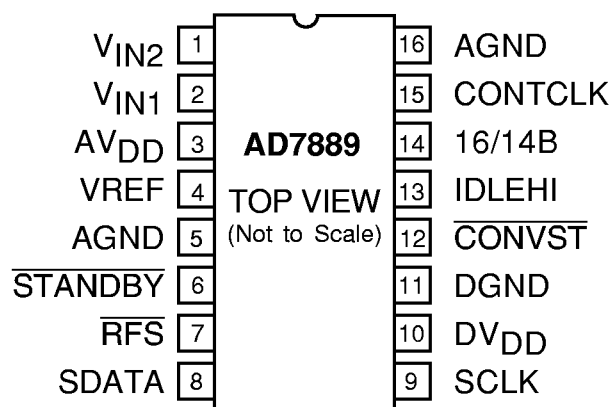 VIN2 1 16 AGND
VIN1 2 15 CONTCLK
AVDD 3 AD7889 14 16/14B
VREF 4 TOP VIEW 13 IDLEHI
AGND 5 (Not to Scale) 12 CONVST
STANDBY 6 11 DGND
RFS 7 10 DVDD
SDATA 8 9 SCLK